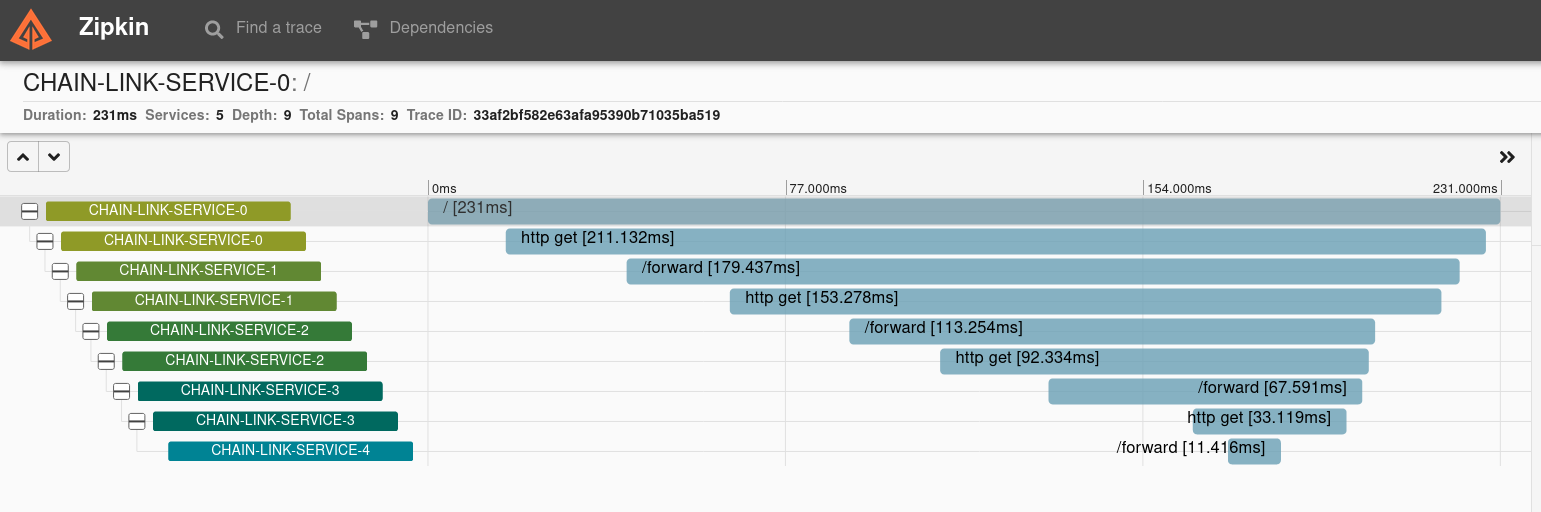 Zipkin Find a trace Dependencies
CHAIN-LINK-SERVICE-0: /
Duration: 231ms Services: 5 Depth: 9 Total Spans: 9 Trace ID: 33af2bf582e63afa95390b71035ba519
0ms 77.000ms 154.000ms 231.000ms
CHAIN-LINK-SERVICE-0 / [231ms]
CHAIN-LINK-SERVICE-0 http get [211.132ms]
CHAIN-LINK-SERVICE-1 /forward [179.437ms]
CHAIN-LINK-SERVICE-1 http get [153.278ms]
CHAIN-LINK-SERVICE-2 /forward [113.254ms]
CHAIN-LINK-SERVICE-2 http get [92.334ms]
CHAIN-LINK-SERVICE-3 /forward [67.591ms]
CHAIN-LINK-SERVICE-3 http get [33.119ms]
CHAIN-LINK-SERVICE-4 /forward [11.416ms]